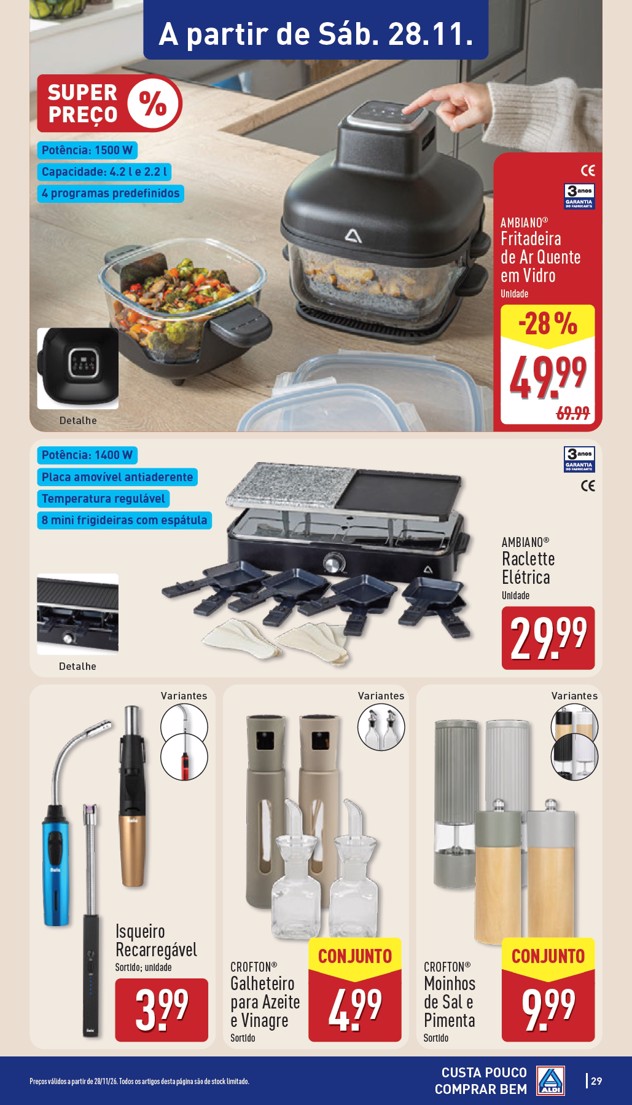 A partir de Sáb. 28.11.
SUPER
PREÇO
%
Potência: 1500 W
Capacidade: 4.2 l e 2.2 l
4 programas predefinidos
CE
3 anos
GARANTIA
DO FABRICANTE
AMBIANO®
Fritadeira
de Ar Quente
em Vidro
Unidade
-28%
49.99
69.99
Detalhe
Potência: 1400 W
Placa amovível antiaderente
Temperatura regulável
8 mini frigideiras com espátula
3 anos
GARANTIA
DO FABRICANTE
CE
AMBIANO®
Raclette
Elétrica
Unidade
29.99
Detalhe
Variantes
Isqueiro
Recarregável
Sortido; unidade
3.99
Variantes
CROFTON®
Galheteiro
para Azeite
e Vinagre
Sortido
CONJUNTO
4.99
Variantes
CROFTON®
Moinhos
de Sal e
Pimenta
Sortido
CONJUNTO
9.99
Preços válidos a partir de 28/11/26. Todos os artigos desta página são de stock limitado.
CUSTA POUCO
COMPRAR BEM
ALDI
29